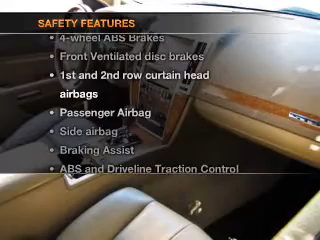 SAFETY FEATURES
• 4-wheel ABS Brakes
• Front Ventilated disc brakes
• 1st and 2nd row curtain head
airbags
• Passenger Airbag
• Side airbag
• Braking Assist
• ABS and Driveline Traction Control